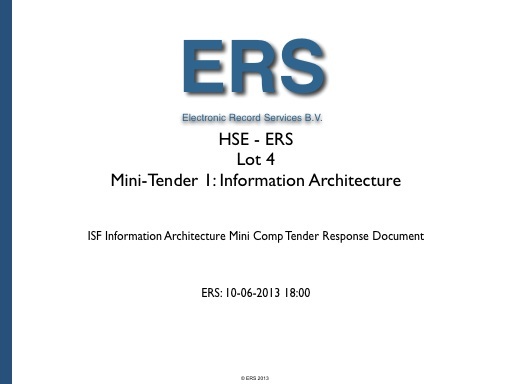 ERS
Electronic Record Services B.V.
HSE - ERS
Lot 4
Mini-Tender 1: Information Architecture
ISF Information Architecture Mini Comp Tender Response Document
ERS: 10-06-2013 18:00
© ERS 2013